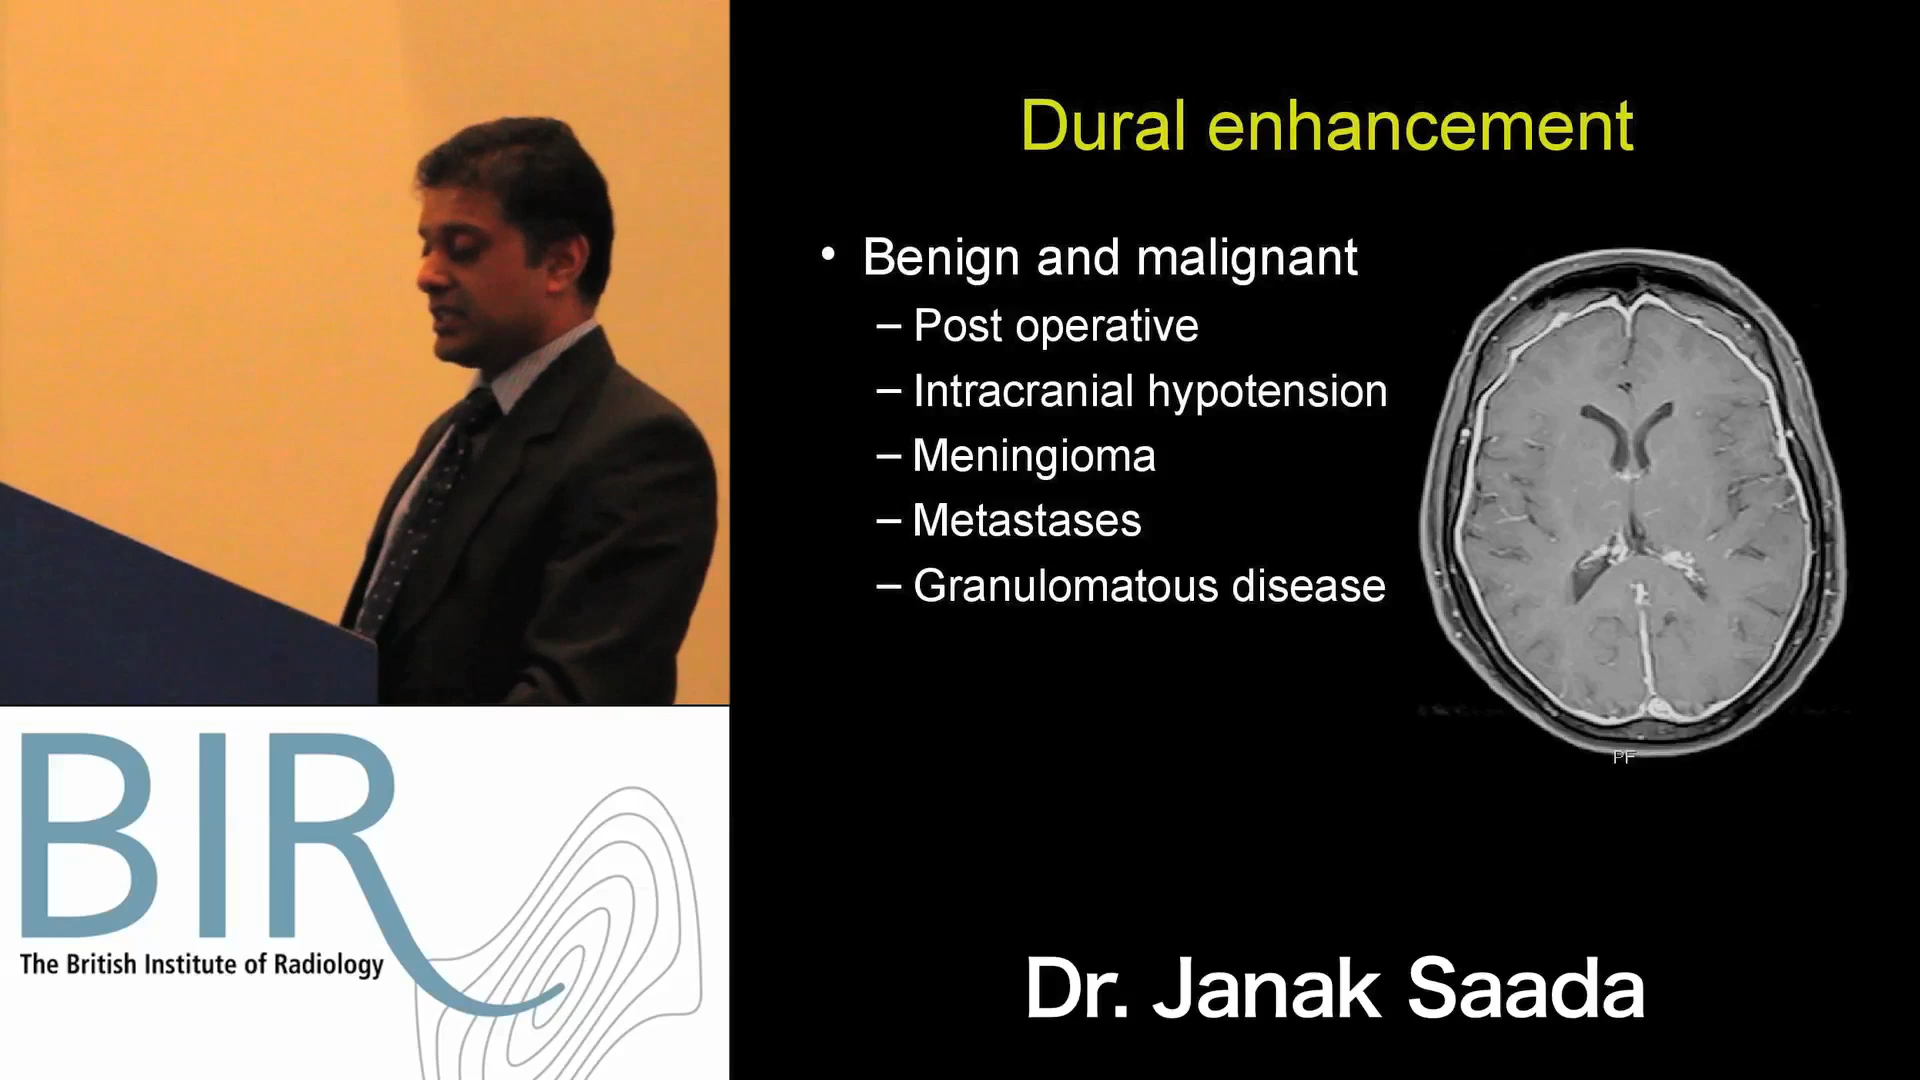 Dural enhancement
• Benign and malignant
– Post operative
– Intracranial hypotension
– Meningioma
– Metastases
– Granulomatous disease
PF
Dr. Janak Saada
BIR
The British Institute of Radiology